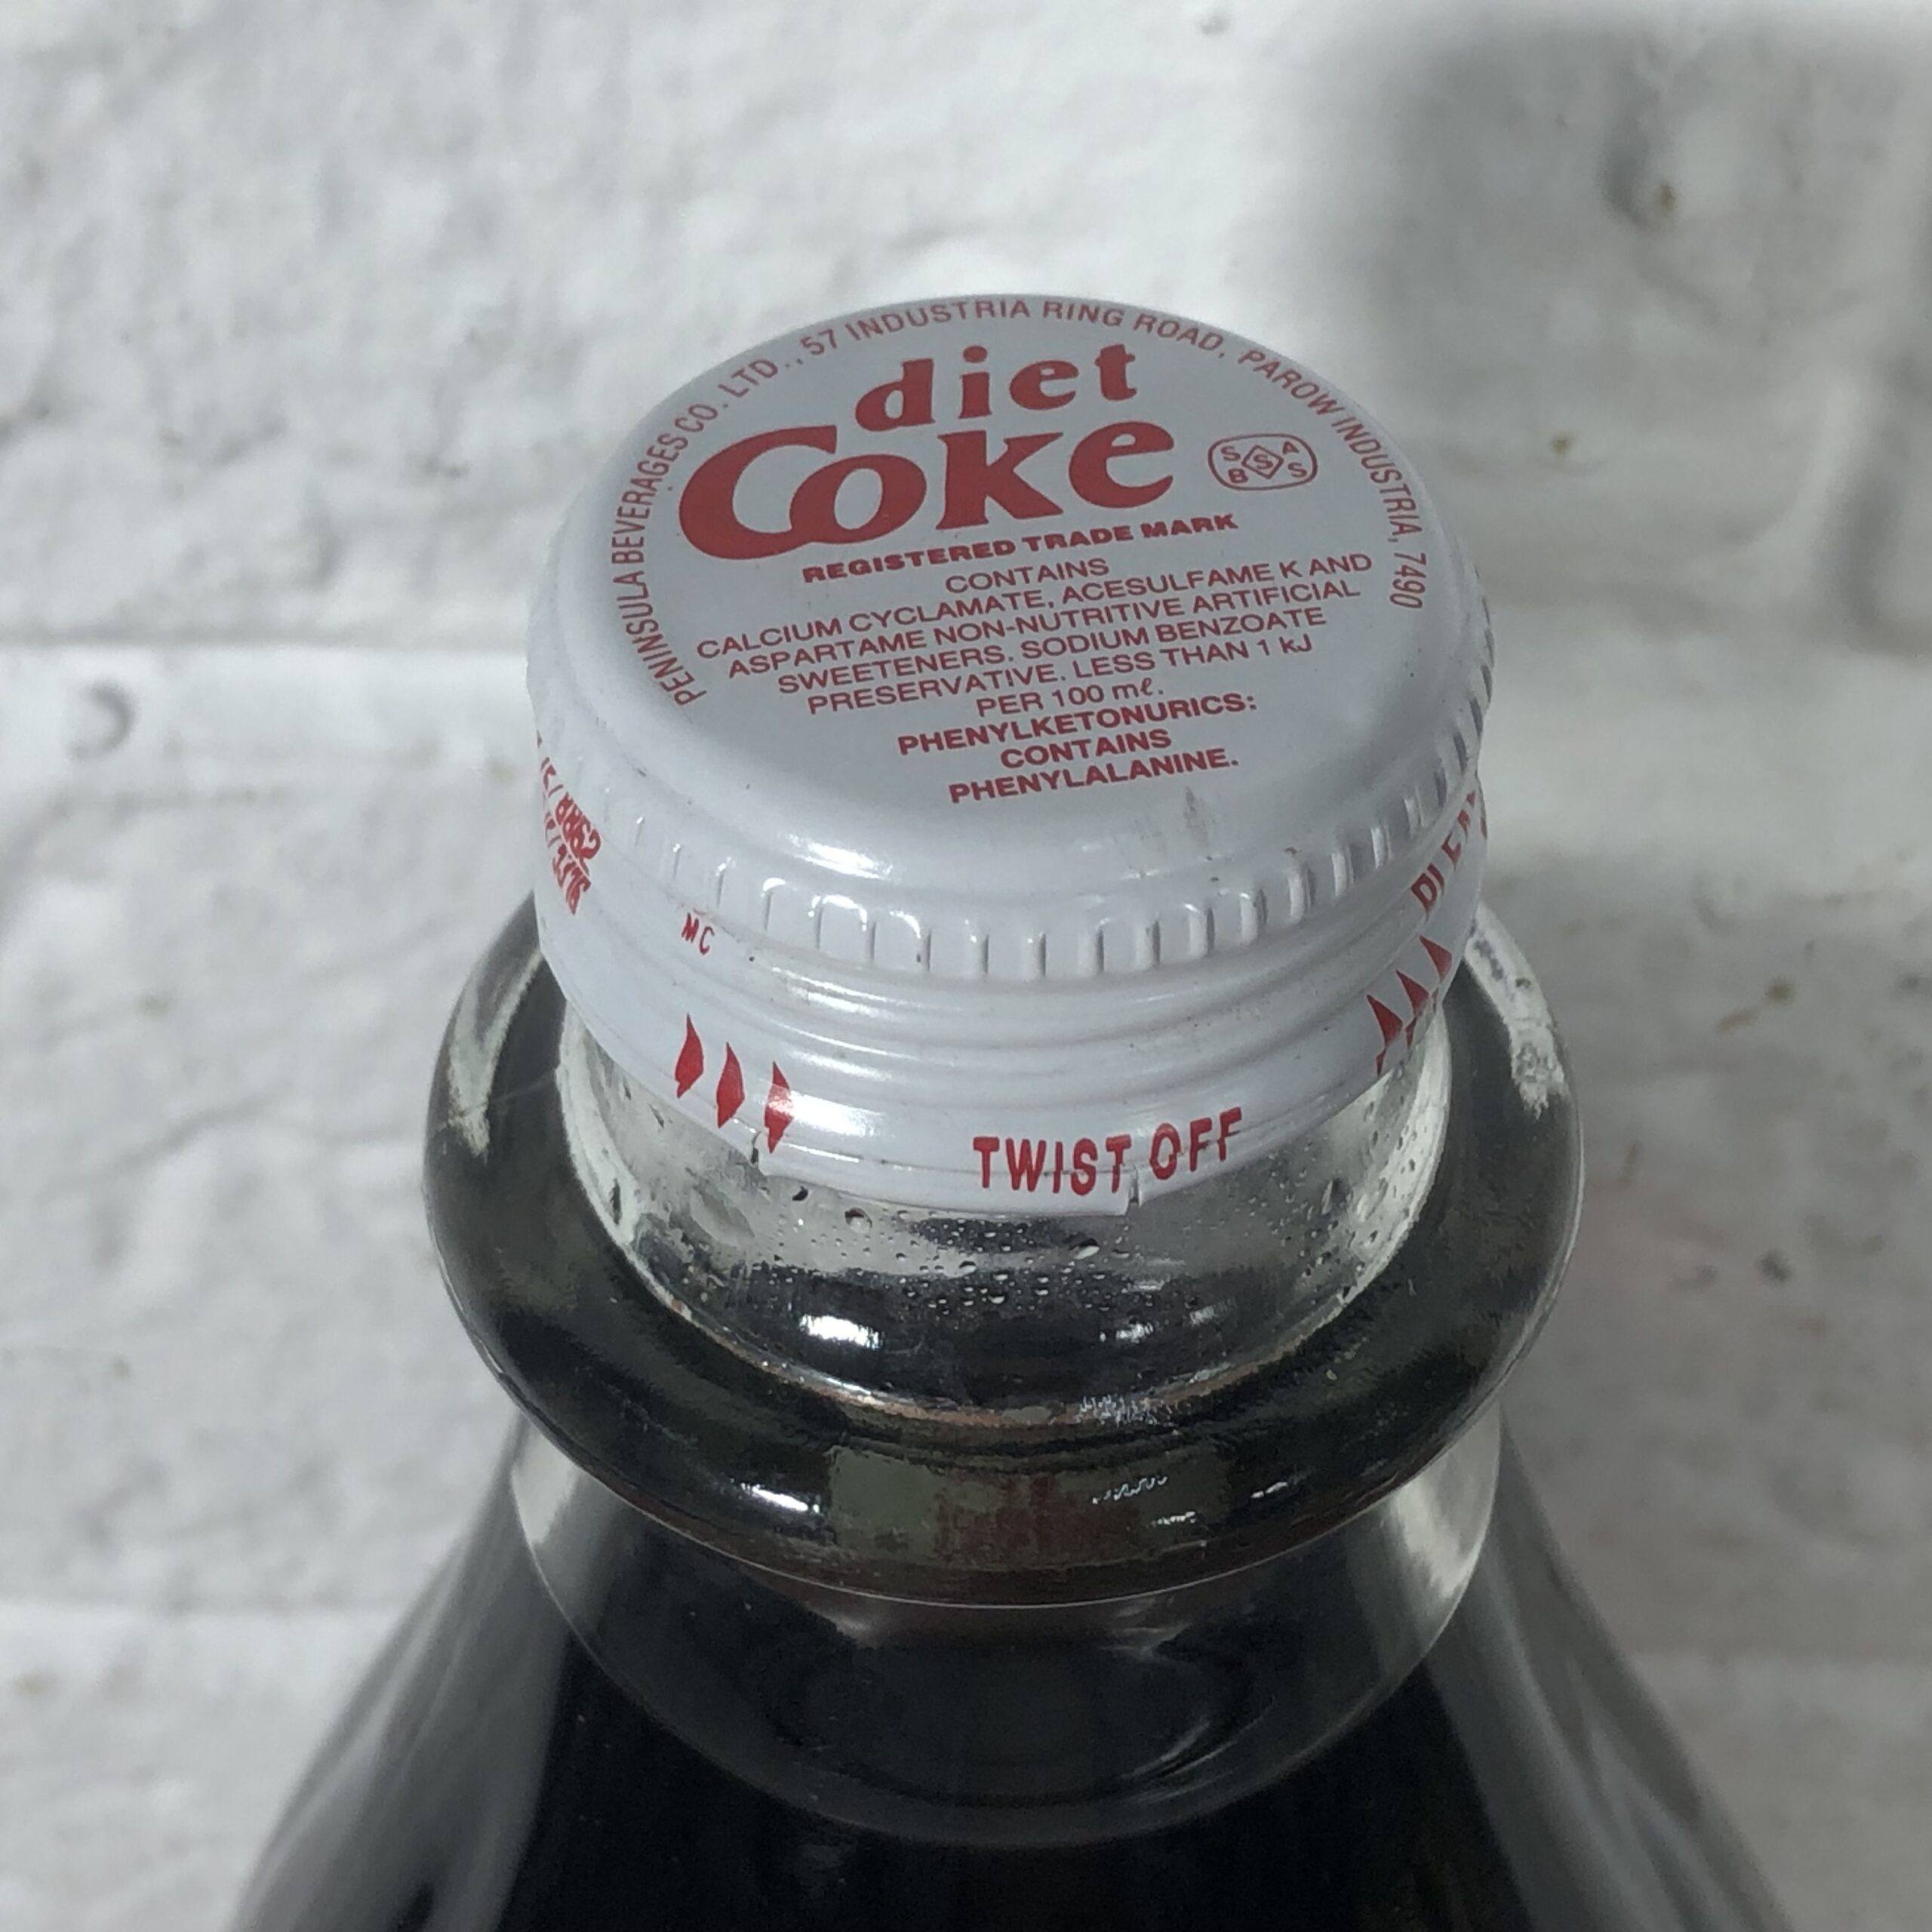 PENINSULA BEVERAGES CO. LTD., 57 INDUSTRIA RING ROAD, PAROW INDUSTRIA, 7490
diet
Coke
S A
S
B S
REGISTERED TRADE MARK
CONTAINS
CALCIUM CYCLAMATE, ACESULFAME K AND
ASPARTAME NON-NUTRITIVE ARTIFICIAL
SWEETENERS. SODIUM BENZOATE
PRESERVATIVE. LESS THAN 1 kJ
PER 100 mℓ.
PHENYLKETONURICS:
CONTAINS
PHENYLALANINE.
MC
TWIST OFF